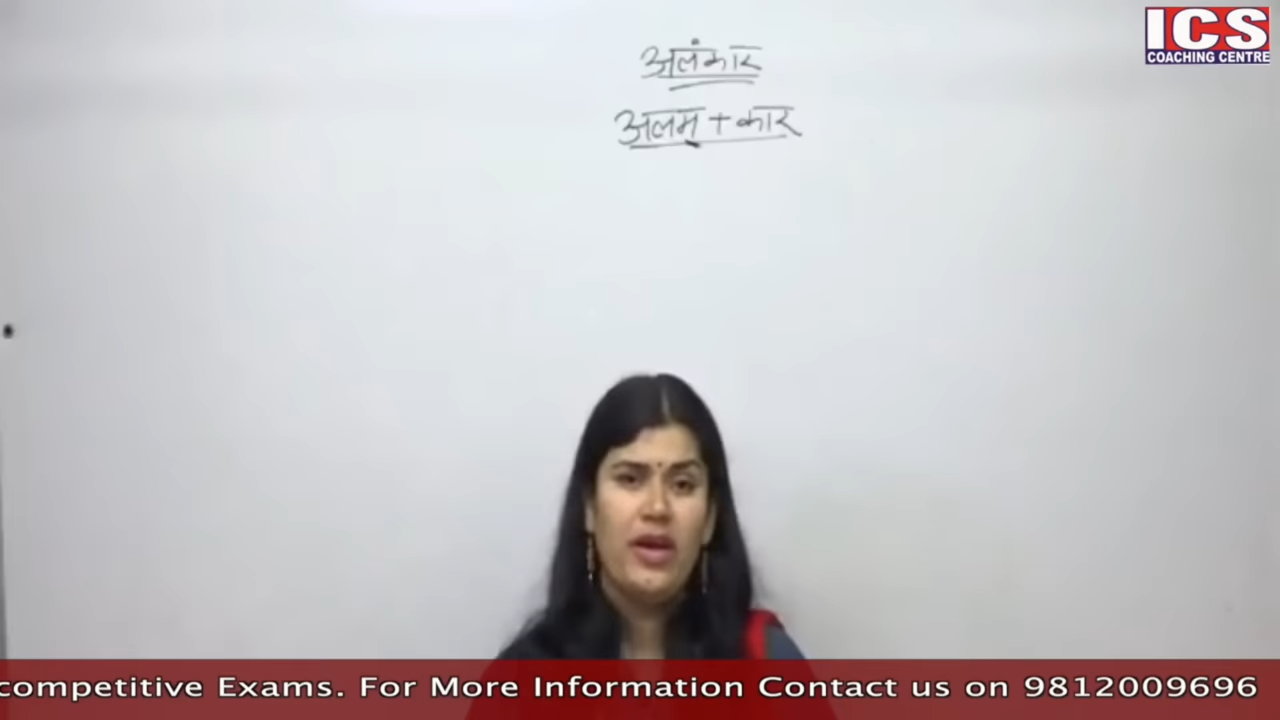 ICS
COACHING CENTRE
अलंकार
अलम् + कार
competitive Exams. For More Information Contact us on 9812009696